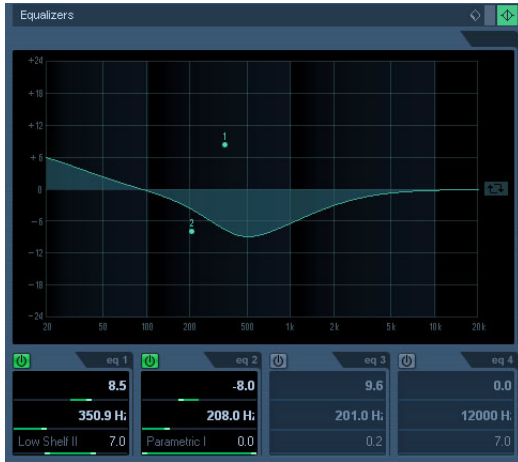 Equalizers
+24
+18
+12
1
+6
0
2
-6
-12
-18
-24
20 50 100 200 500 1k 2k 5k 10k 20k
eq 1 eq 2 eq 3 eq 4
8.5 -8.0 9.6 0.0
350.9 Hz 208.0 Hz 201.0 Hz 12000 Hz
Low Shelf II 7.0 Parametric I 0.0 0.2 7.0